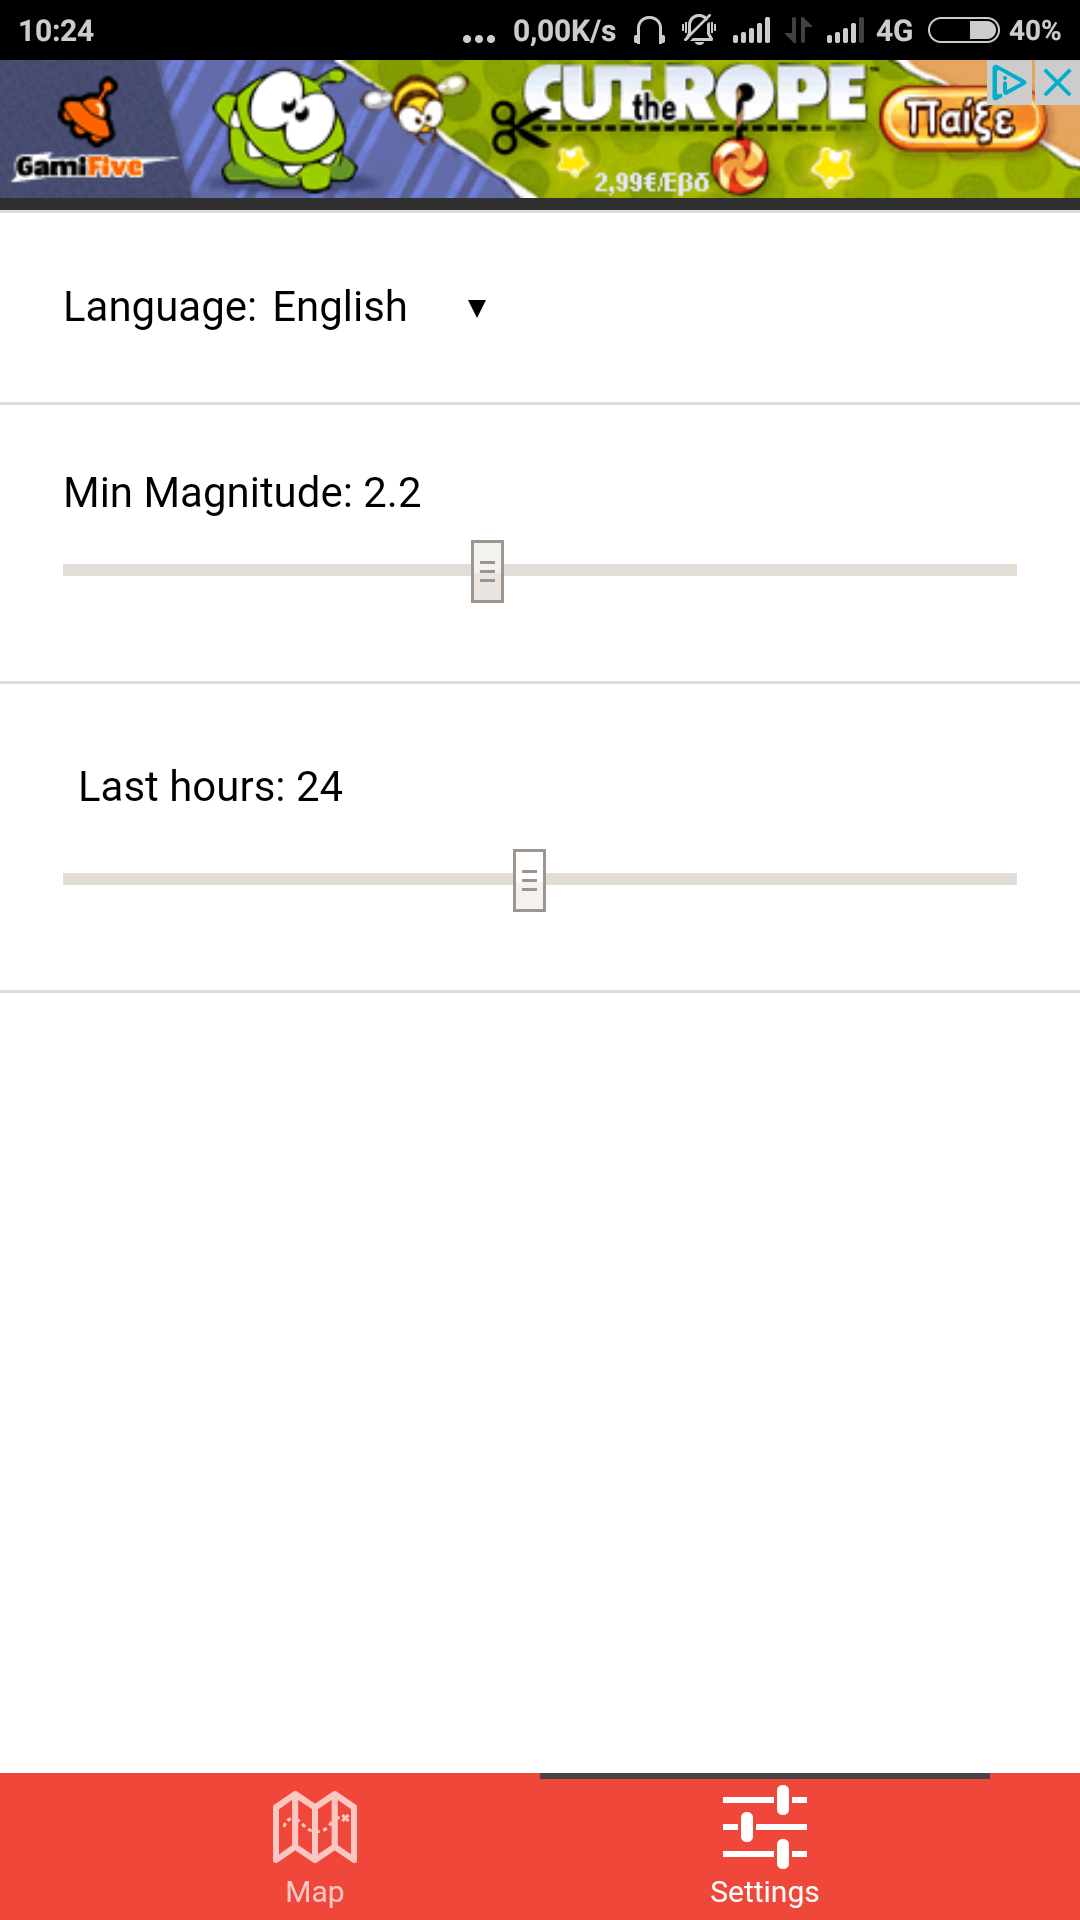 10:24 ... 0,00K/s 4G 40%
GamiFive
CUT the ROPE™
Παίξε
2,99€/Εβδ
Language: English ▼
Min Magnitude: 2.2
Last hours: 24
Map Settings